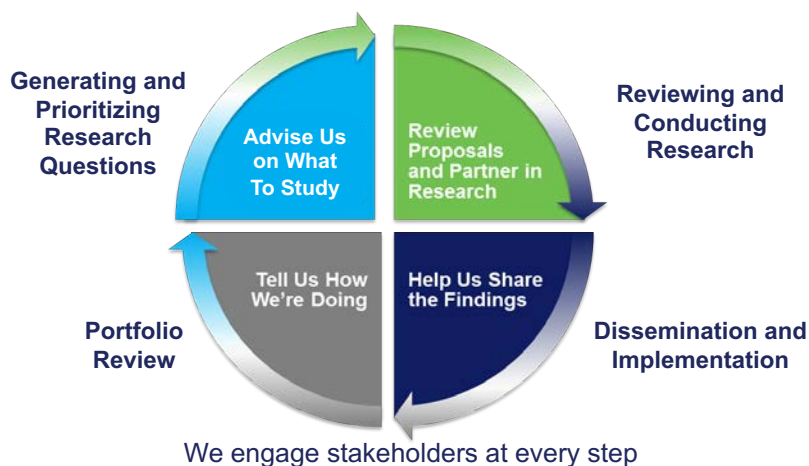 Generating and
Prioritizing
Research
Questions
Advise Us
on What
To Study
Review
Proposals
and Partner in
Research
Reviewing and
Conducting
Research
Tell Us How
We're Doing
Help Us Share
the Findings
Portfolio
Review
Dissemination and
Implementation
We engage stakeholders at every step